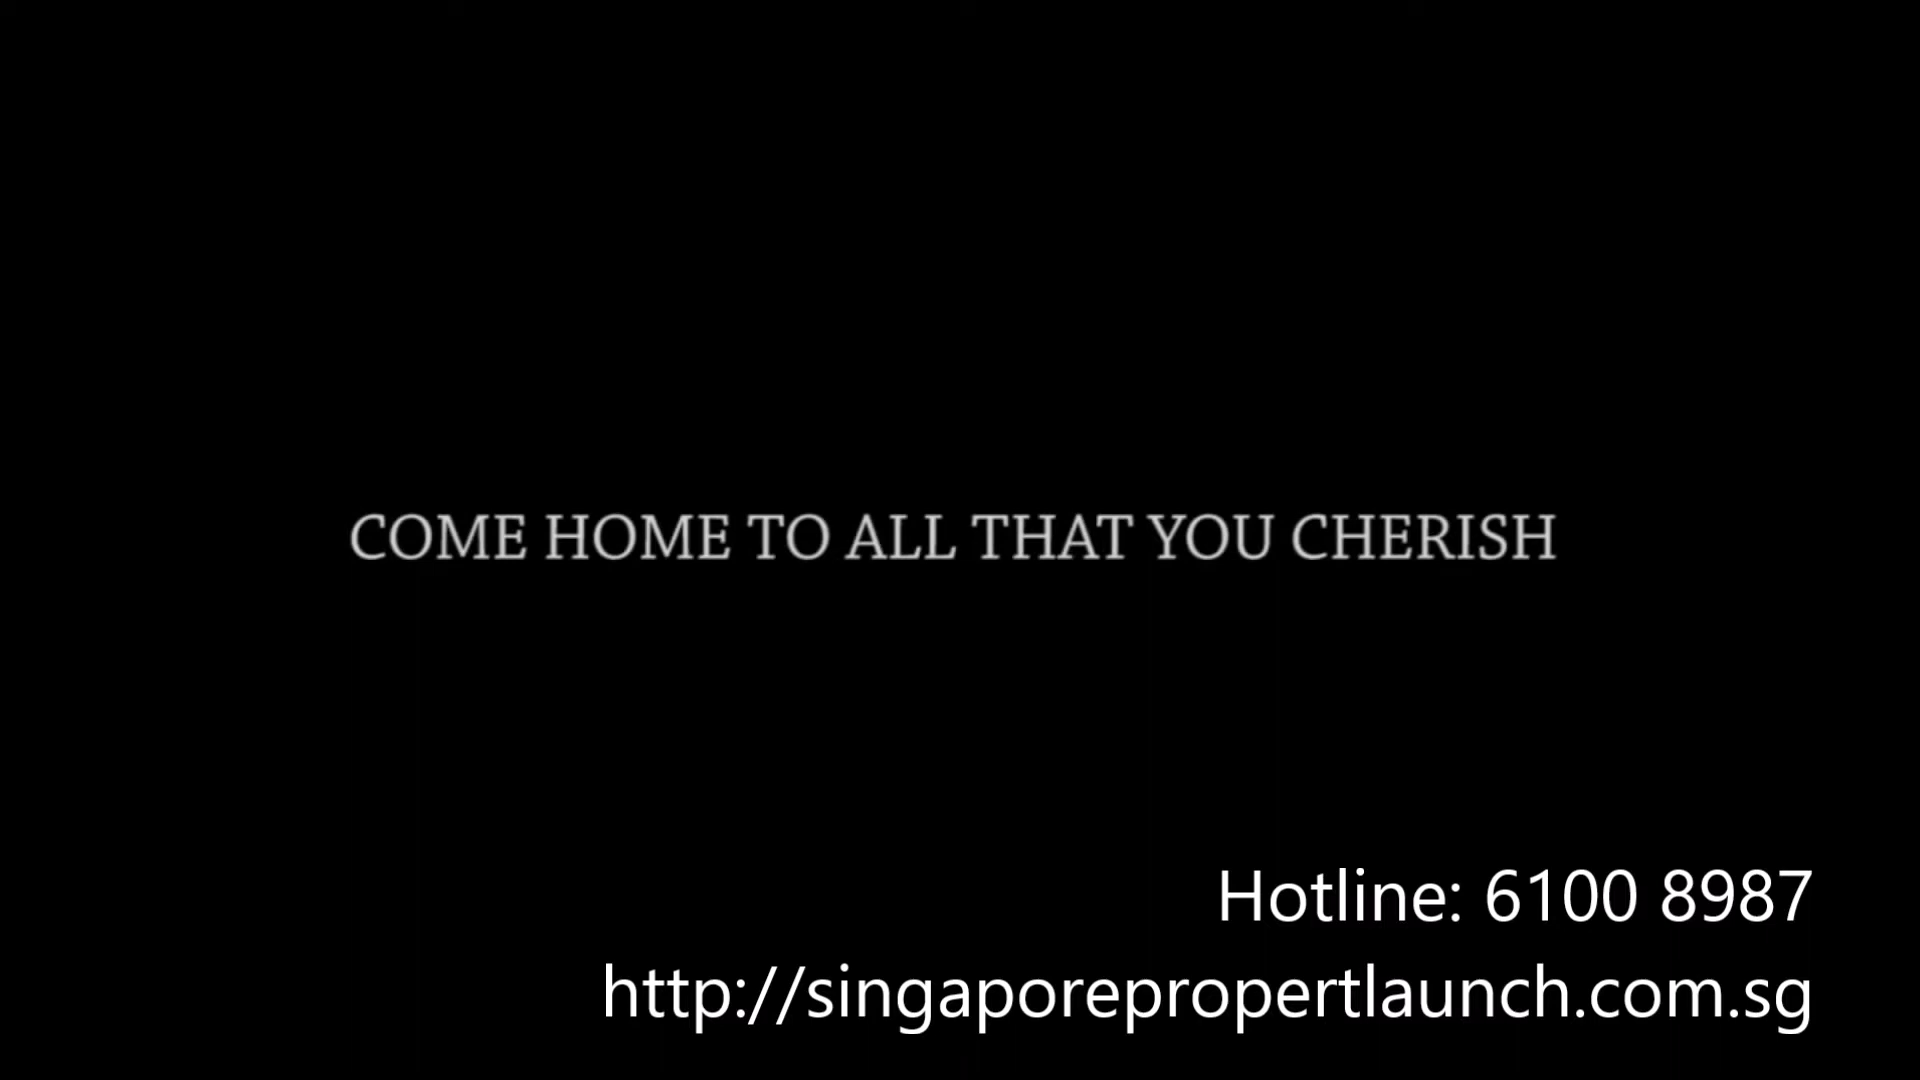 COME HOME TO ALL THAT YOU CHERISH
Hotline: 6100 8987
http://singaporepropertlaunch.com.sg